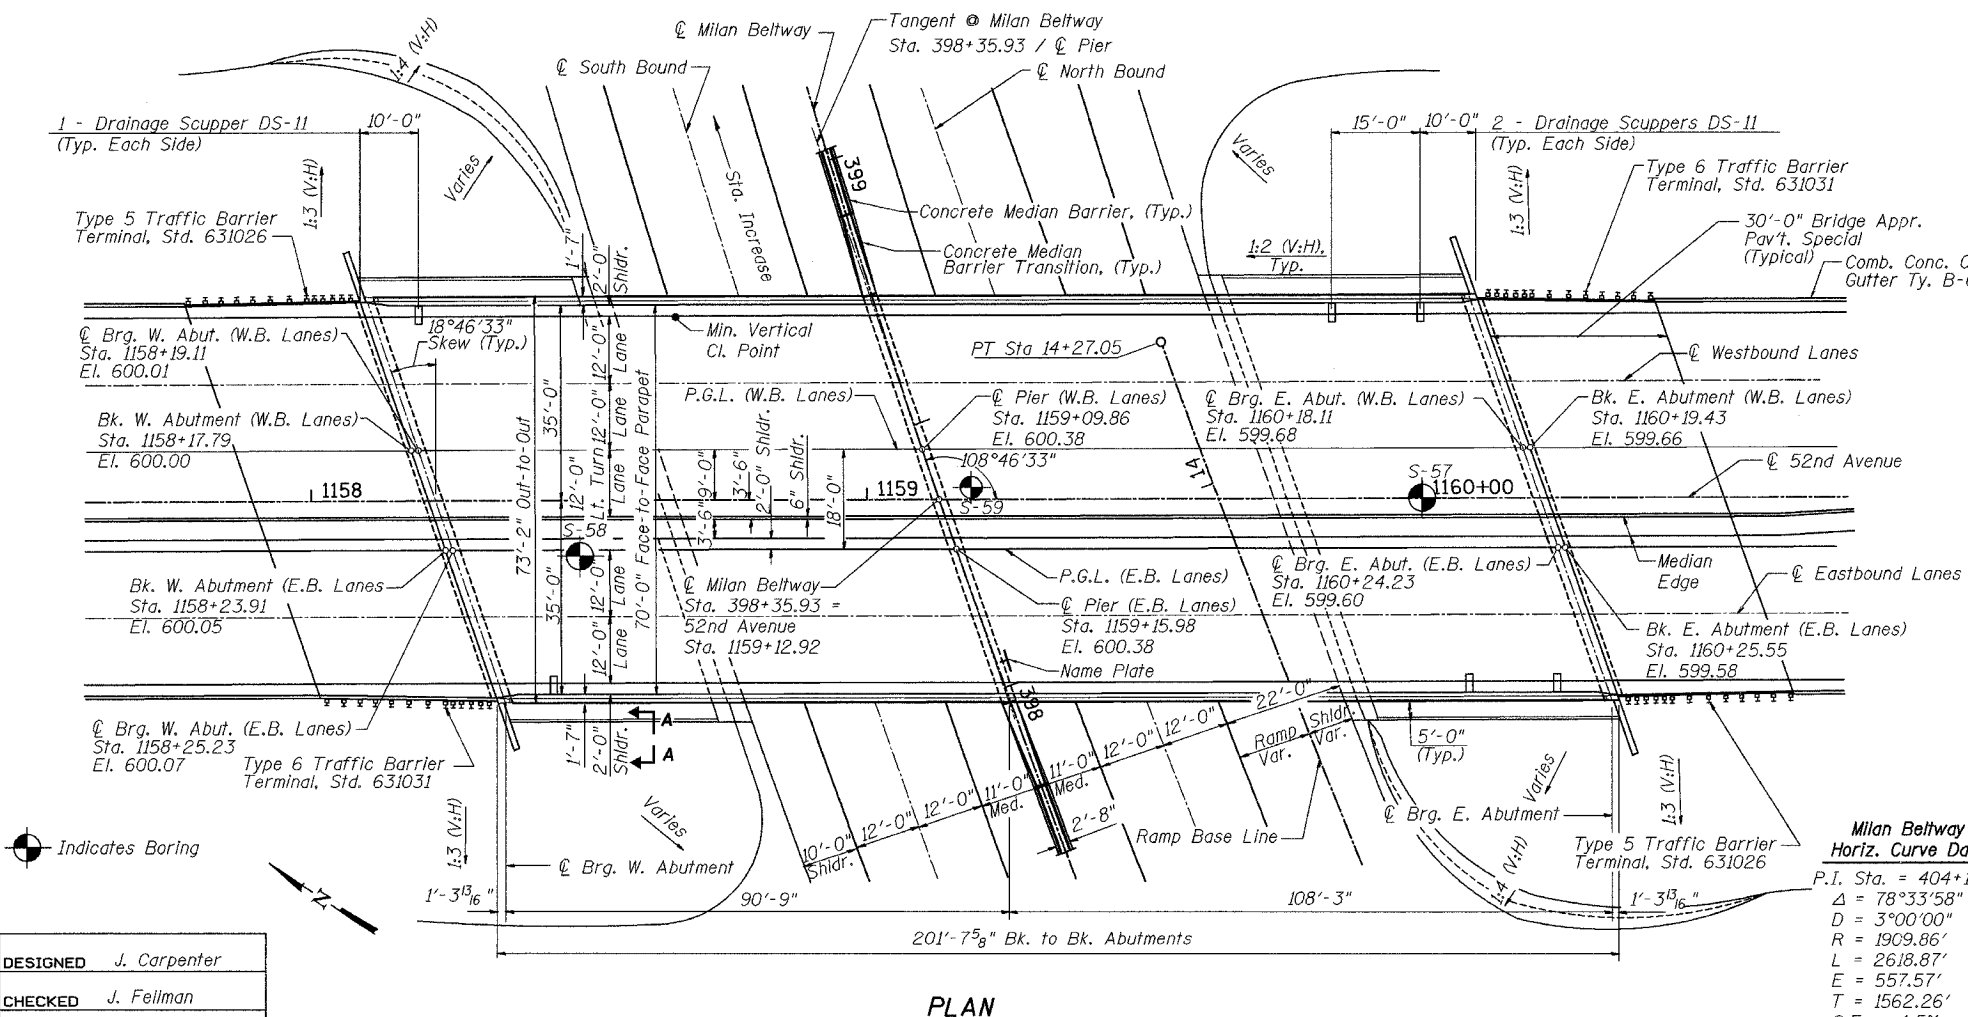 ℄ Milan Beltway
Tangent @ Milan Beltway
Sta. 398+35.93 / ℄ Pier
℄ South Bound
℄ North Bound
1:4 (V:H)
1 - Drainage Scupper DS-11
(Typ. Each Side)
10'-0"
15'-0"
10'-0"
2 - Drainage Scuppers DS-11
(Typ. Each Side)
1:3 (V:H)
Varies
Sta. Increase
399
Varies
1:3 (V:H)
Type 6 Traffic Barrier
Terminal, Std. 631031
Type 5 Traffic Barrier
Terminal, Std. 631026
Concrete Median Barrier, (Typ.)
Concrete Median
Barrier Transition, (Typ.)
1:2 (V:H),
Typ.
30'-0" Bridge Appr.
Pav't. Special
(Typical)
Comb. Conc.
Gutter Ty.
1'-7"
2'-0"
Shldr.
℄ Brg. W. Abut. (W.B. Lanes)
Sta. 1158+19.11
El. 600.01
18°46'33"
Skew (Typ.)
Min. Vertical
Cl. Point
PT Sta 14+27.05
℄ Westbound Lanes
Bk. W. Abutment (W.B. Lanes)
Sta. 1158+17.79
El. 600.00
P.G.L. (W.B. Lanes)
℄ Pier (W.B. Lanes)
Sta. 1159+09.86
El. 600.38
℄ Brg. E. Abut. (W.B. Lanes)
Sta. 1160+18.11
El. 599.68
Bk. E. Abutment (W.B. Lanes)
Sta. 1160+19.43
El. 599.66
73'-2" Out-to-Out
35'-0"
35'-0"
12'-0"
Lt. Turn
12'-0" Lane
12'-0" Lane
Lane
12'-0" Lane
12'-0" Lane
70'-0" Face-to-Face Parapet
9'-0"
3'-6"
3'-6"
2'-0" Shldr.
6" Shldr.
18'-0"
108°46'33"
14
1158
1159
1160+00
S-57
S-58
S-59
℄ 52nd Avenue
Bk. W. Abutment (E.B. Lanes
Sta. 1158+23.91
El. 600.05
℄ Milan Beltway
Sta. 398+35.93 =
52nd Avenue
Sta. 1159+12.92
P.G.L. (E.B. Lanes)
℄ Pier (E.B. Lanes)
Sta. 1159+15.98
El. 600.38
Name Plate
℄ Brg. E. Abut. (E.B. Lanes)
Sta. 1160+24.23
El. 599.60
Median
Edge
℄ Eastbound Lanes
Bk. E. Abutment (E.B. Lanes)
Sta. 1160+25.55
El. 599.58
℄ Brg. W. Abut. (E.B. Lanes)
Sta. 1158+25.23
El. 600.07
Type 6 Traffic Barrier
Terminal, Std. 631031
1'-7"
2'-0"
Shldr.
A
A
398
10'-0"
Shldr.
12'-0"
12'-0"
11'-0"
Med.
11'-0"
Med.
12'-0"
12'-0"
22'-0"
Ramp
Var.
Shldr.
Var.
2'-8"
5'-0"
(Typ.)
Ramp Base Line
℄ Brg. E. Abutment
Varies
1:3 (V:H)
Type 5 Traffic Barrier
Terminal, Std. 631026
1:4 (V:H)
1:3 (V:H)
Varies
Indicates Boring
℄ Brg. W. Abutment
N
1'-3 13/16"
90'-9"
108'-3"
1'-3 13/16"
201'-7 5/8" Bk. to Bk. Abutments
Milan Beltway
Horiz. Curve
P.I. Sta. = 404+
Δ = 78°33'58"
D = 3°00'00"
R = 1909.86'
L = 2618.87'
E = 557.57'
T = 1562.26'
DESIGNED J. Carpenter
CHECKED J. Fellman
PLAN